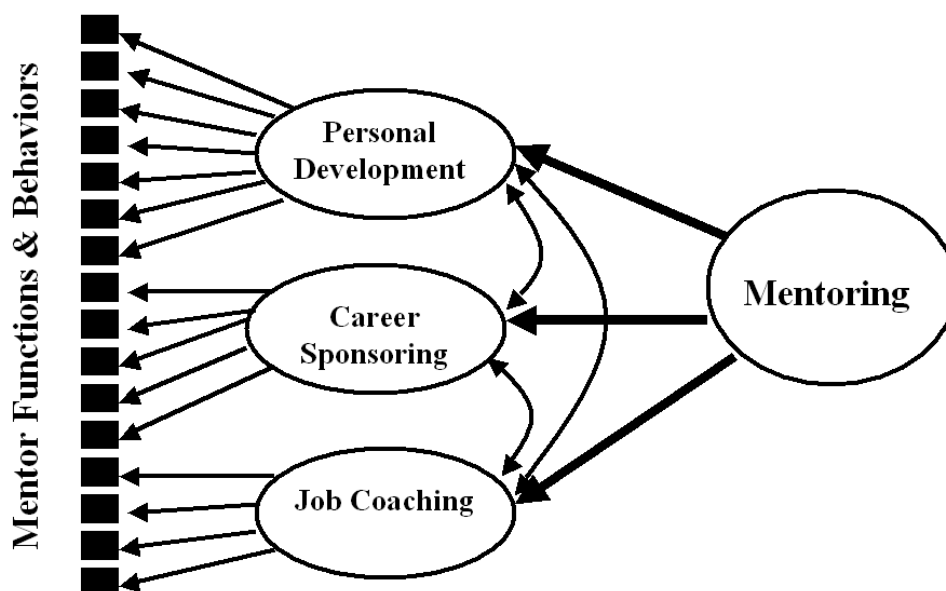 Mentor Functions & Behaviors
Personal
Development
Career
Sponsoring
Job Coaching
Mentoring